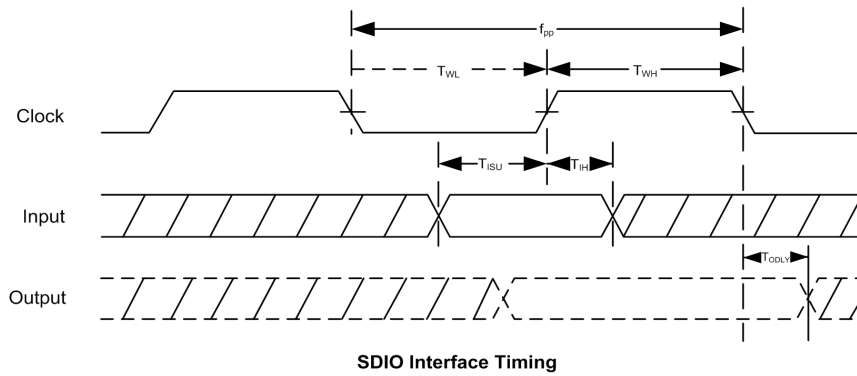 fpp
TWL
TWH
Clock
TISU
TIH
Input
TODLY
Output
SDIO Interface Timing